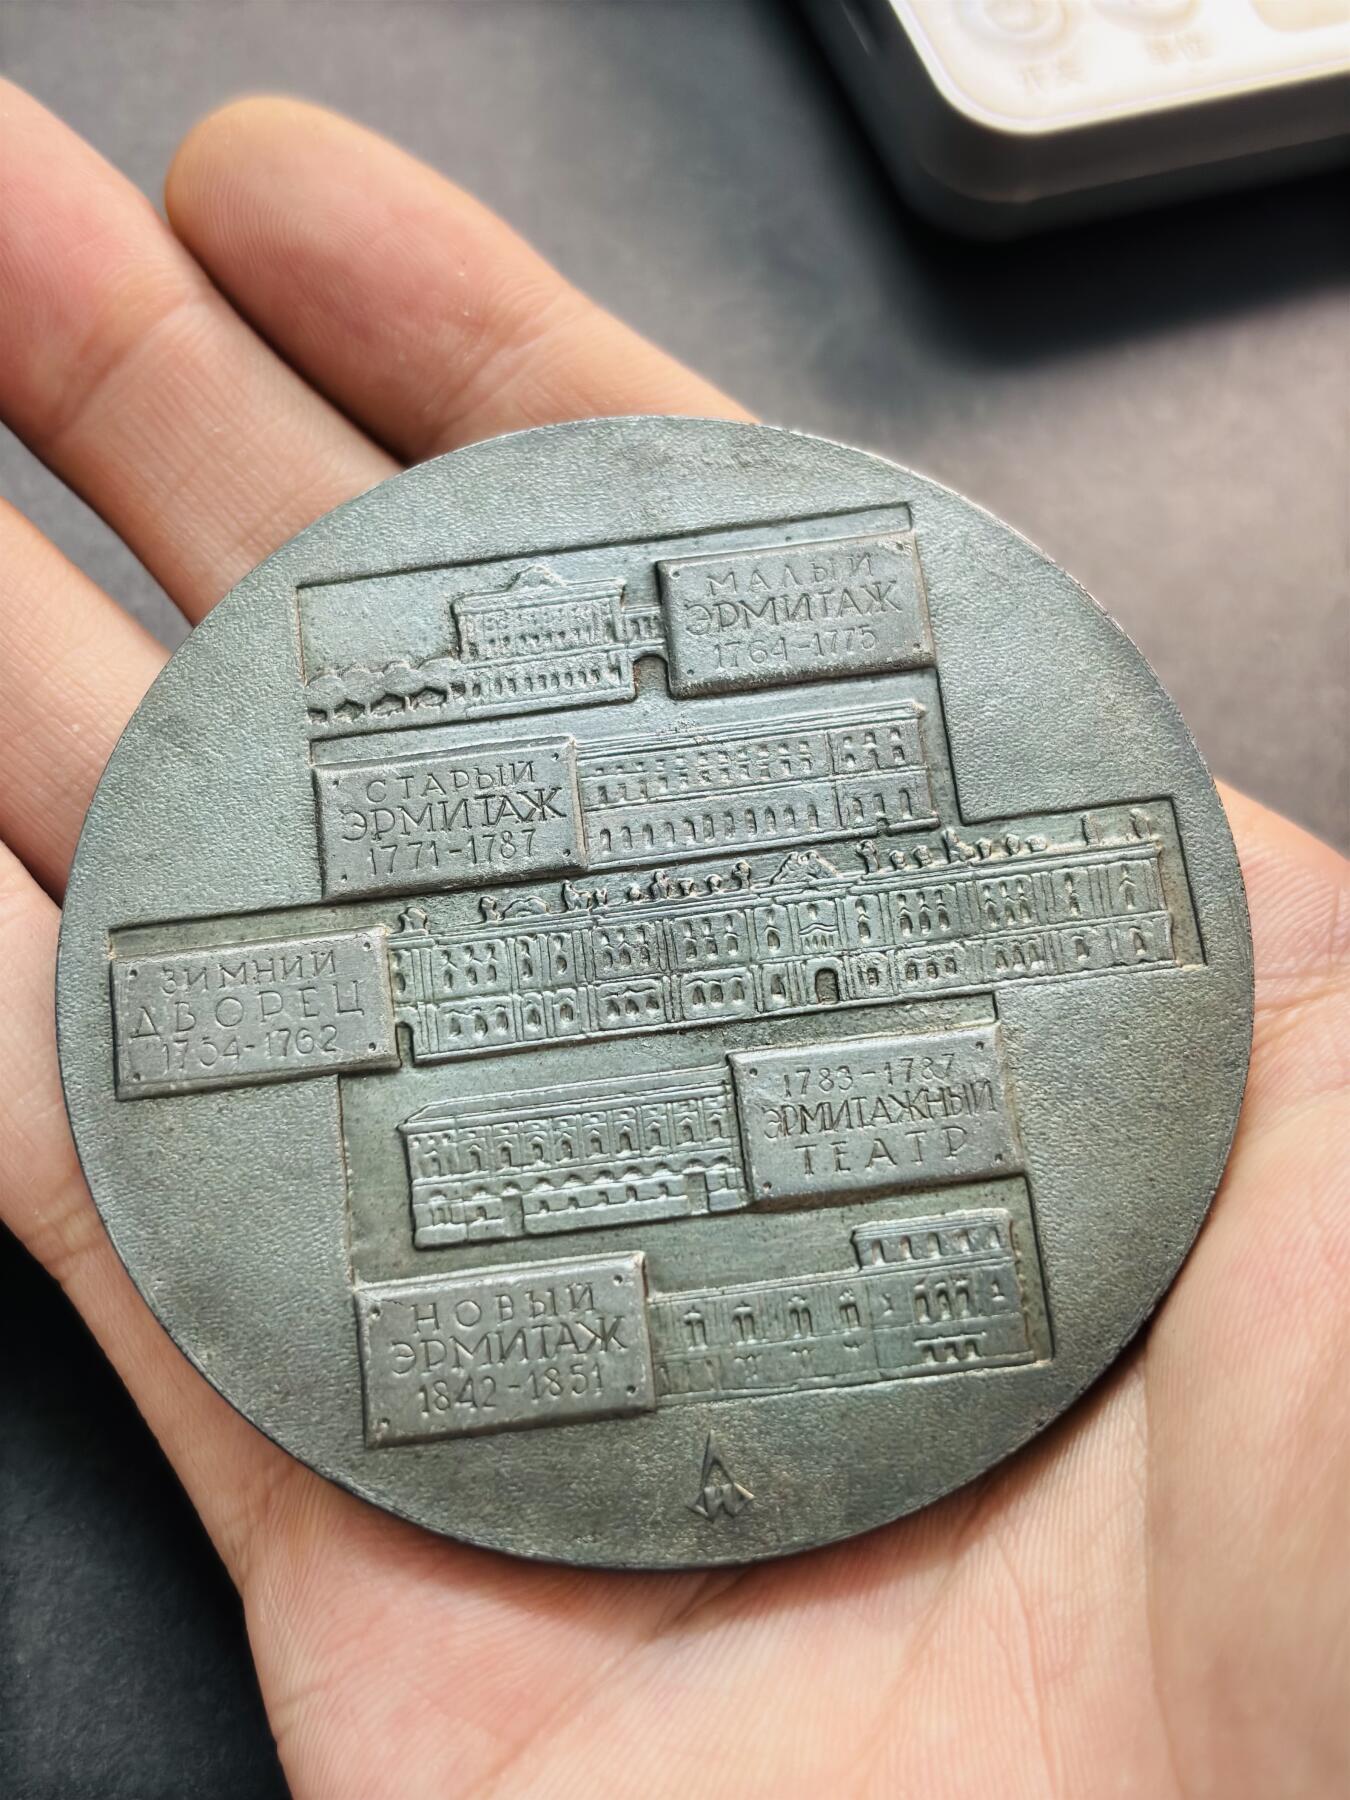 МАЛЫЙ
ЭРМИТАЖ
1764-1775
СТАРЫЙ
ЭРМИТАЖ
1771-1787
ЗИМНИЙ
ДВОРЕЦ
1754-1762
1783-1787
ЭРМИТАЖНЫЙ
ТЕАТР
НОВЫЙ
ЭРМИТАЖ
1842-1851